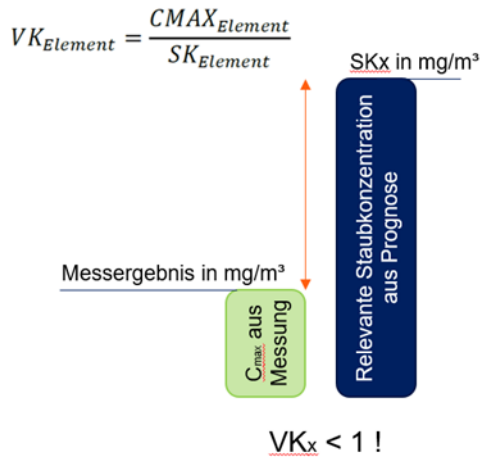 VK_Element = CMAX_Element / SK_Element
SKx in mg/m³
Relevante Staubkonzentration
aus Prognose
Messergebnis in mg/m³
Cmax aus
Messung
VKx < 1 !